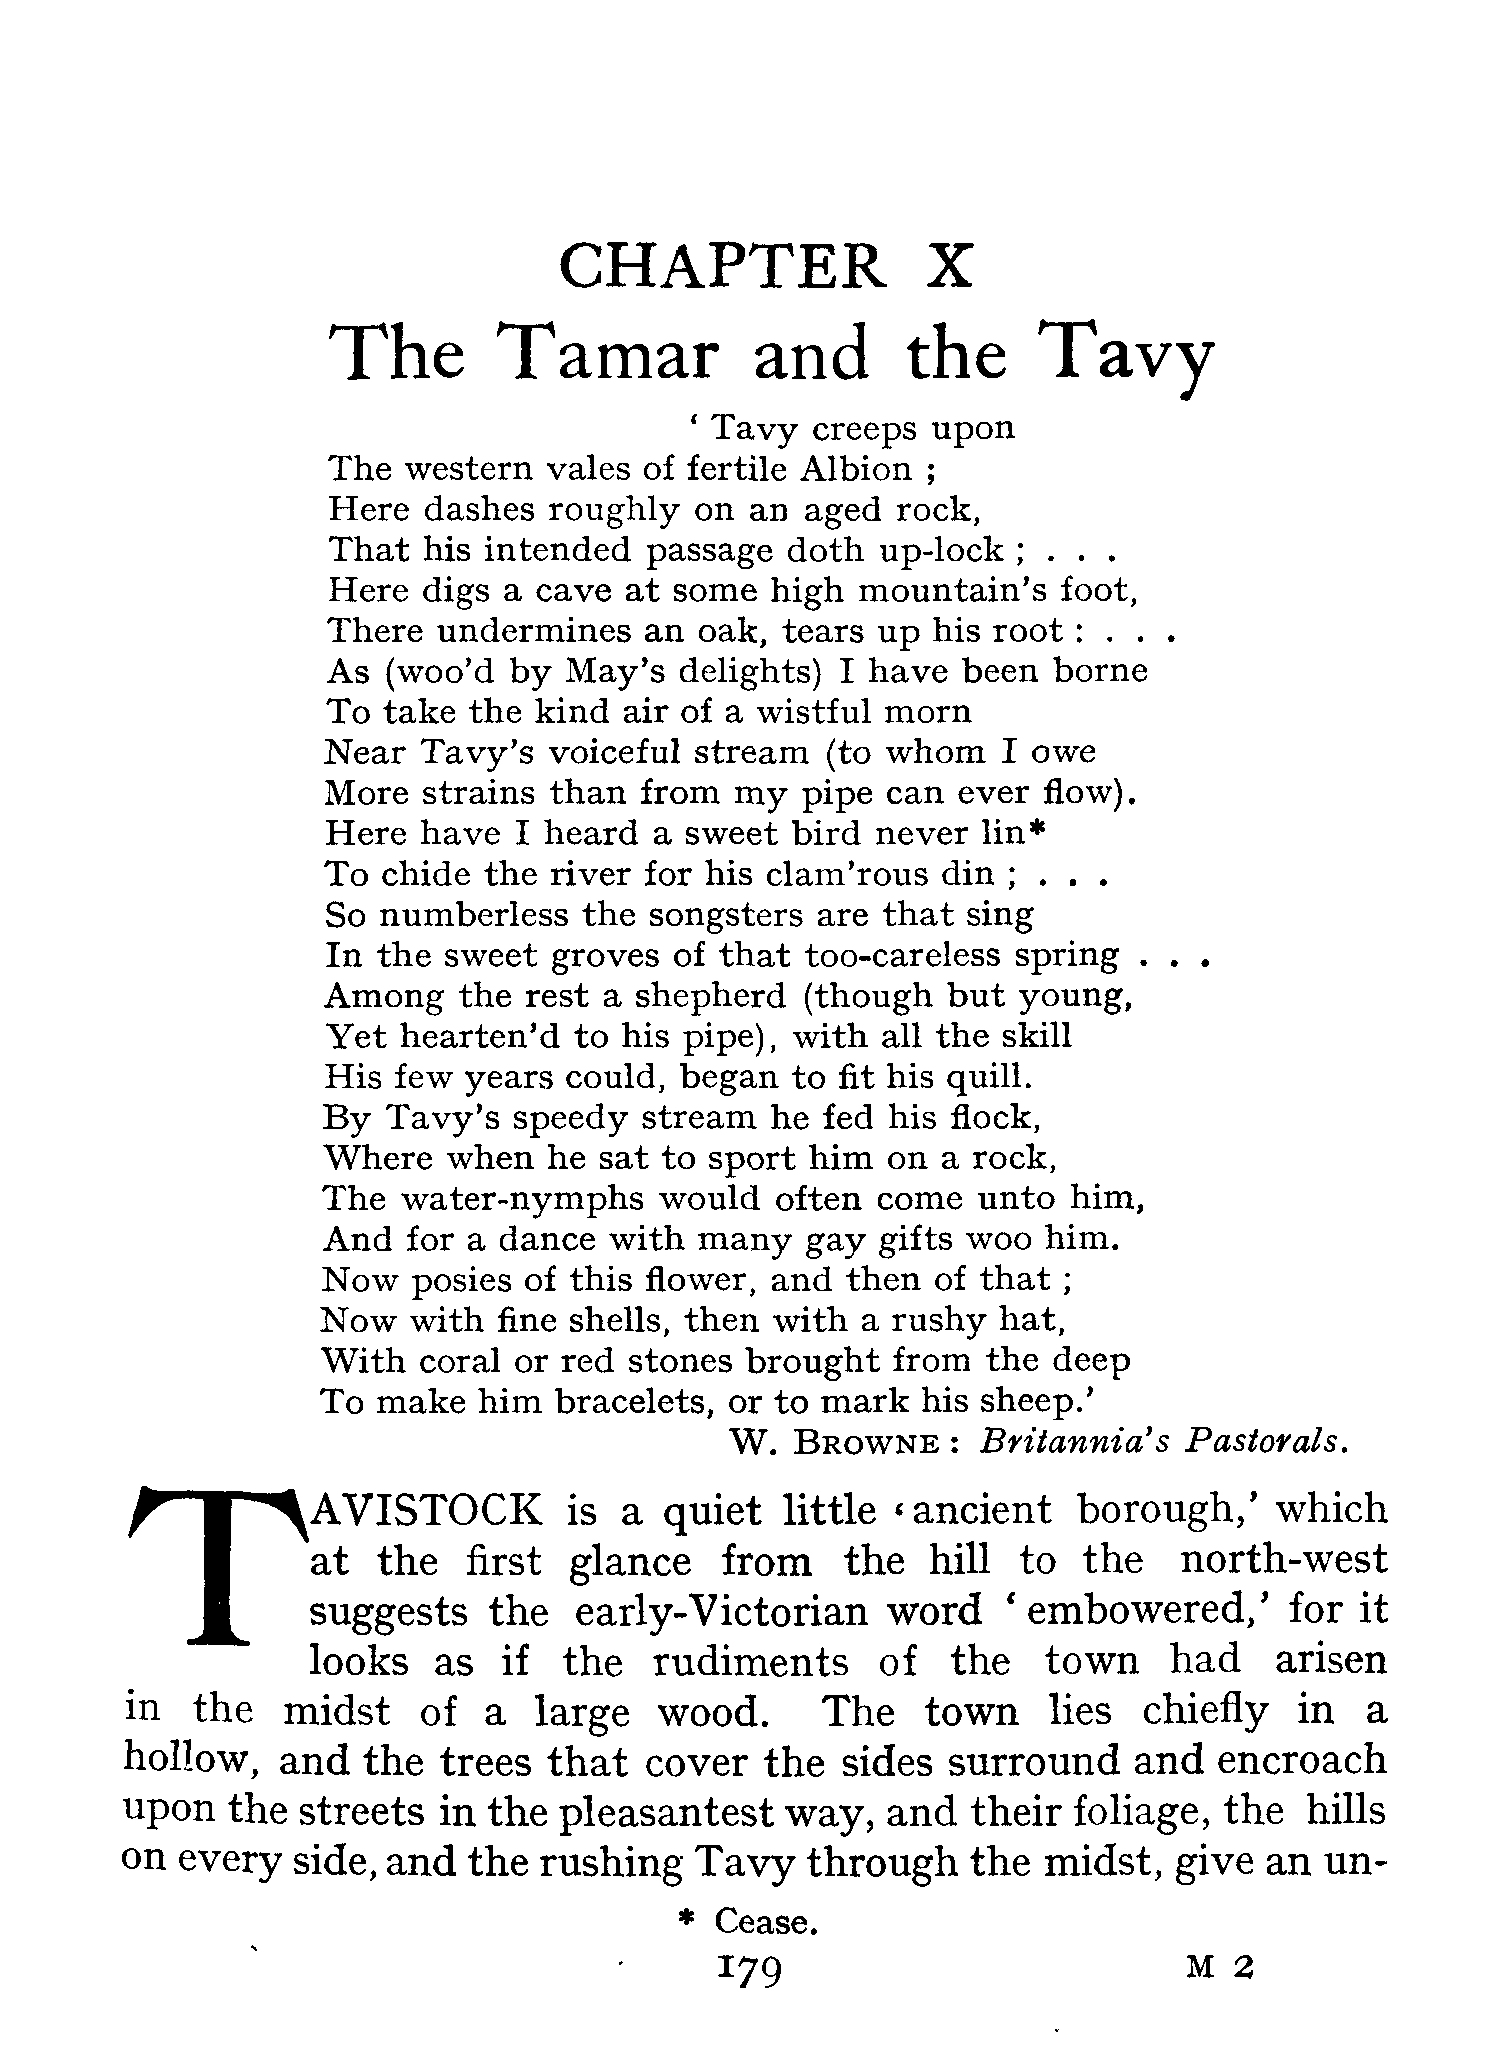 CHAPTER X
The Tamar and the Tavy
‘ Tavy creeps upon
The western vales of fertile Albion ;
Here dashes roughly on an aged rock,
That his intended passage doth up-lock ; . . .
Here digs a cave at some high mountain’s foot,
There undermines an oak, tears up his root : . . .
As (woo’d by May’s delights) I have been borne
To take the kind air of a wistful morn
Near Tavy’s voiceful stream (to whom I owe
More strains than from my pipe can ever flow).
Here have I heard a sweet bird never lin*
To chide the river for his clam’rous din ; . . .
So numberless the songsters are that sing
In the sweet groves of that too-careless spring . . .
Among the rest a shepherd (though but young,
Yet hearten’d to his pipe), with all the skill
His few years could, began to fit his quill.
By Tavy’s speedy stream he fed his flock,
Where when he sat to sport him on a rock,
The water-nymphs would often come unto him,
And for a dance with many gay gifts woo him.
Now posies of this flower, and then of that ;
Now with fine shells, then with a rushy hat,
With coral or red stones brought from the deep
To make him bracelets, or to mark his sheep.’
W. BROWNE : Britannia’s Pastorals.
TAVISTOCK is a quiet little ‘ ancient borough,’ which
at the first glance from the hill to the north-west
suggests the early-Victorian word ‘ embowered,’ for it
looks as if the rudiments of the town had arisen
in the midst of a large wood. The town lies chiefly in a
hollow, and the trees that cover the sides surround and encroach
upon the streets in the pleasantest way, and their foliage, the hills
on every side, and the rushing Tavy through the midst, give an un-
* Cease.
179 M 2